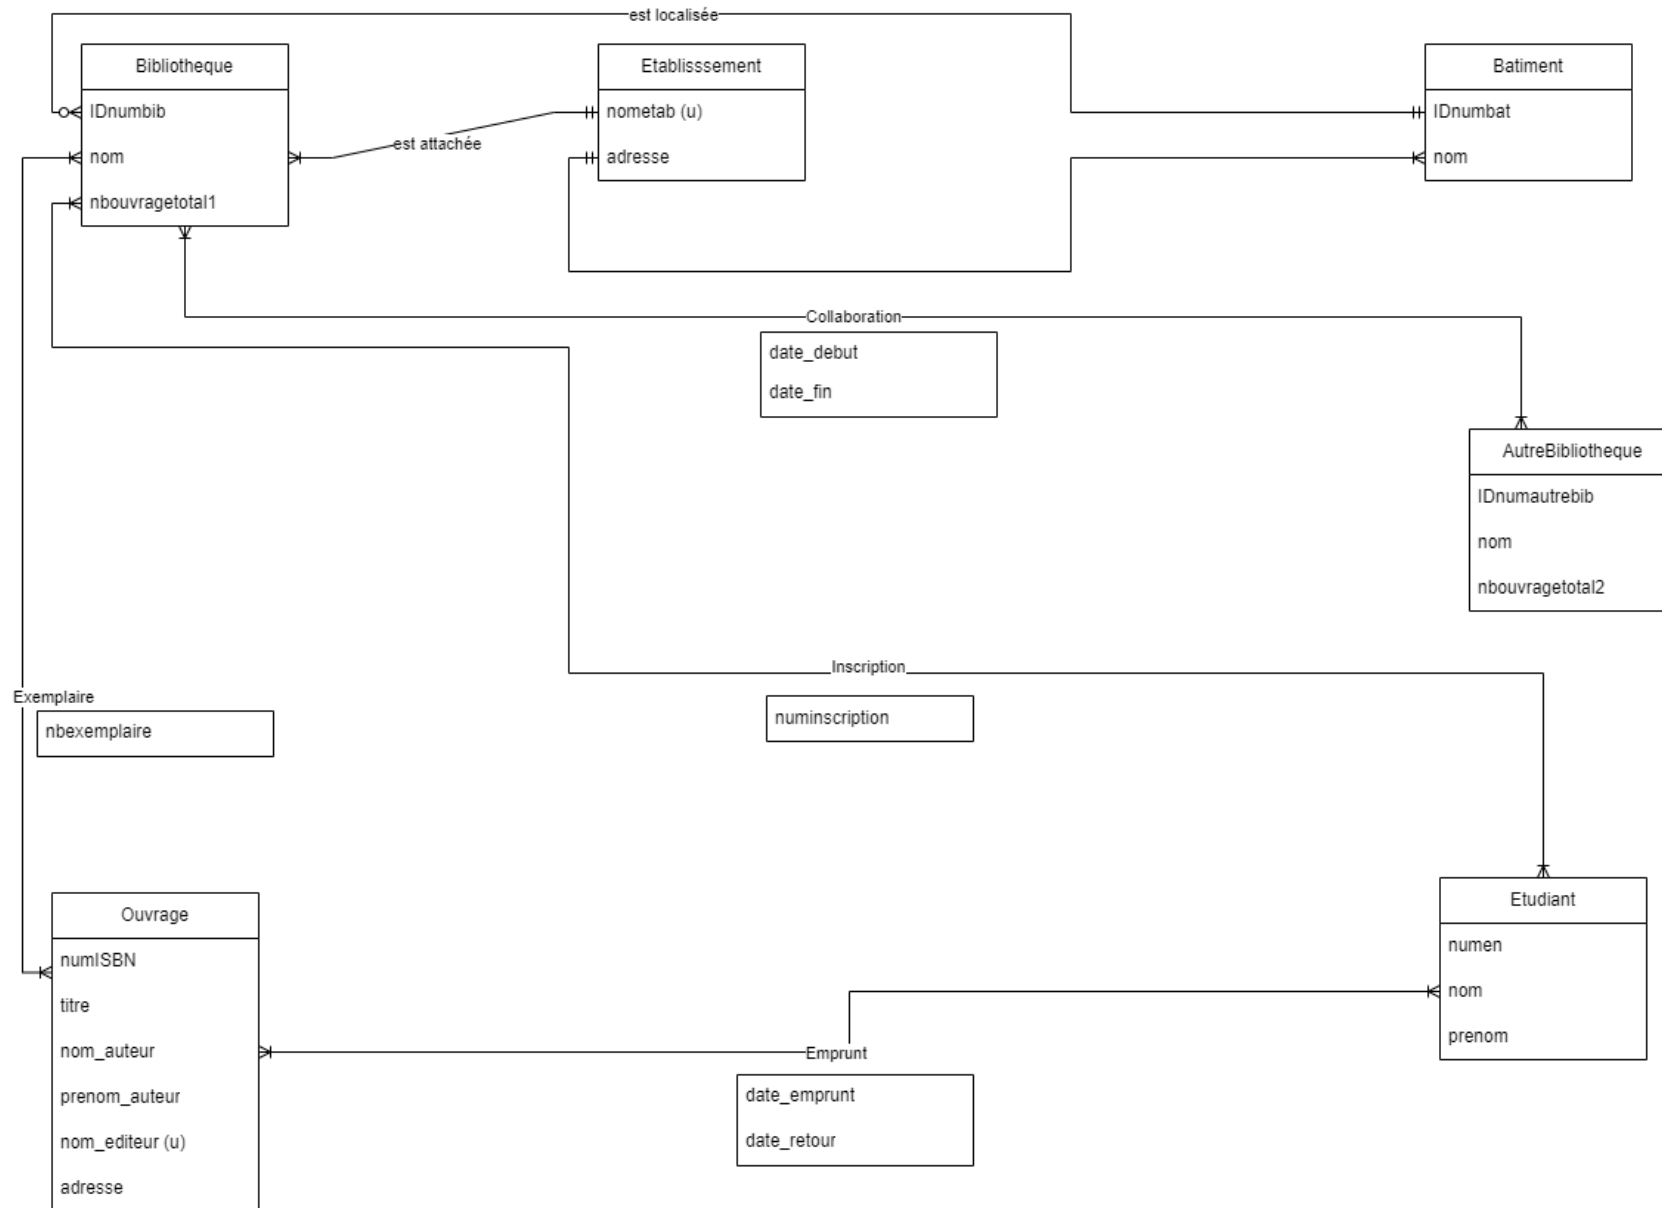 est localisée
Bibliotheque
IDnumbib
nom
nbouvragetotal1
est attachée
Etablisssement
nometab (u)
adresse
Batiment
IDnumbat
nom
Collaboration
date_debut
date_fin
AutreBibliotheque
IDnumautrebib
nom
nbouvragetotal2
Inscription
numinscription
Exemplaire
nbexemplaire
Ouvrage
numISBN
titre
nom_auteur
prenom_auteur
nom_editeur (u)
adresse
Emprunt
date_emprunt
date_retour
Etudiant
numen
nom
prenom